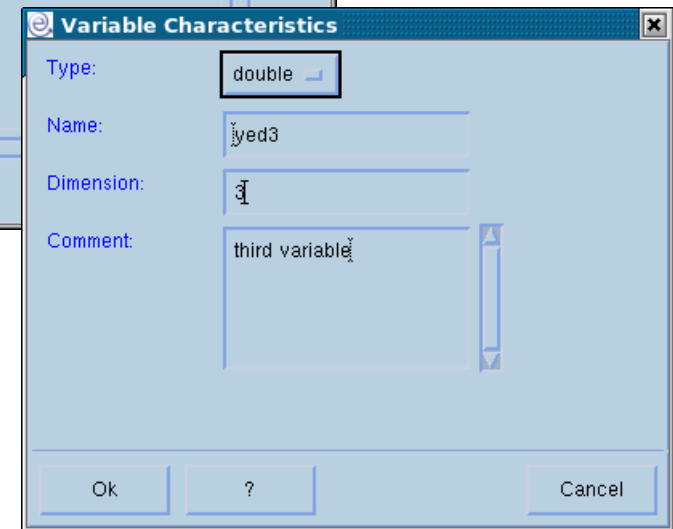 Variable Characteristics
Type: double
Name: yed3
Dimension: 3
Comment: third variable
Ok ? Cancel